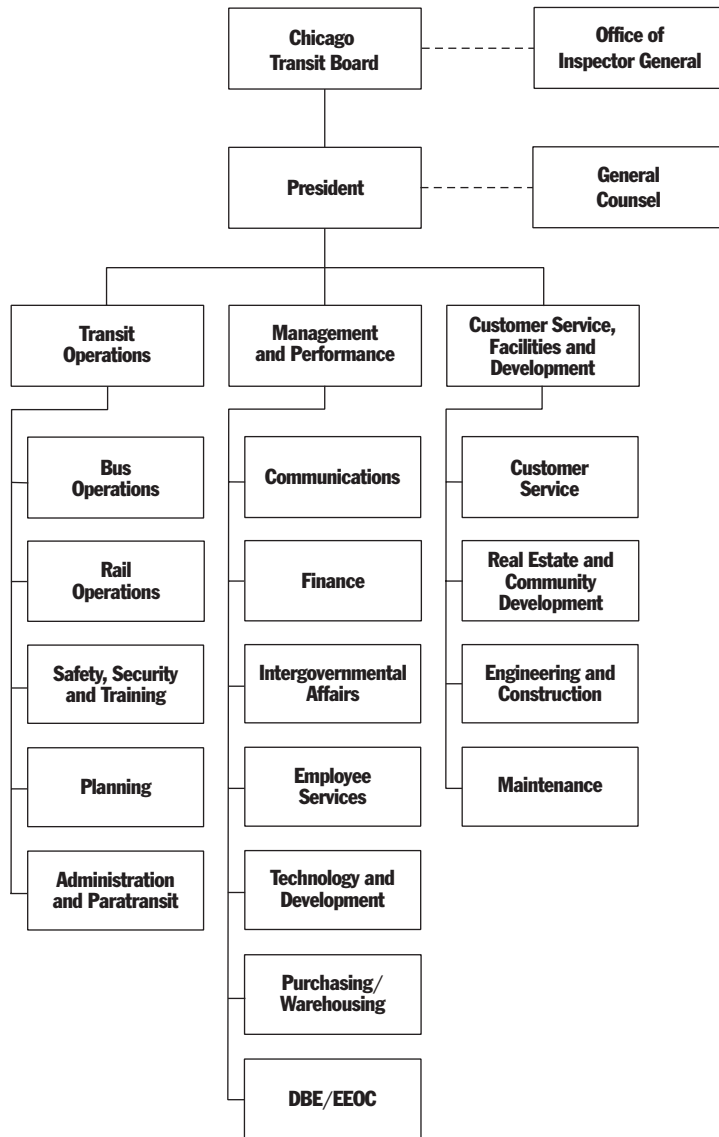 Chicago
Transit Board
Office of
Inspector General
President
General
Counsel
Transit
Operations
Management
and Performance
Customer Service,
Facilities and
Development
Bus
Operations
Rail
Operations
Safety, Security
and Training
Planning
Administration
and Paratransit
Communications
Finance
Intergovernmental
Affairs
Employee
Services
Technology and
Development
Purchasing/
Warehousing
DBE/EEOC
Customer
Service
Real Estate and
Community
Development
Engineering and
Construction
Maintenance